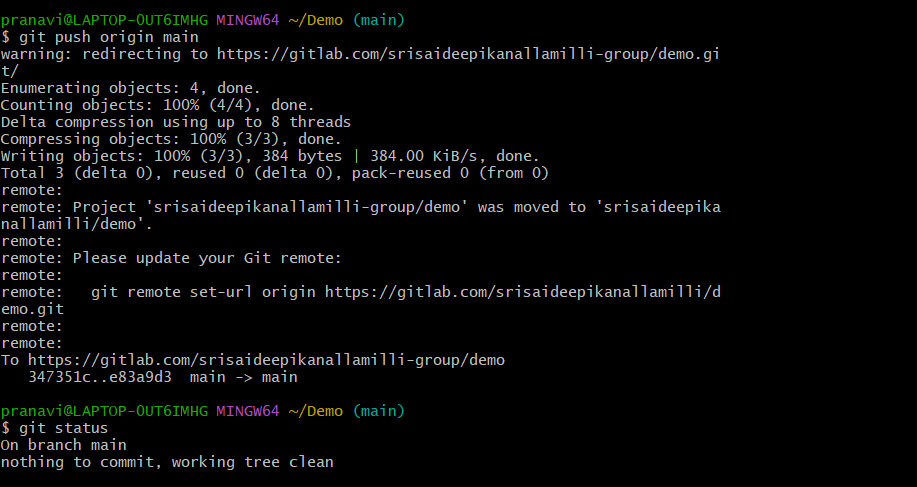 pranavi@LAPTOP-OUT6IMHG MINGW64 ~/Demo (main)
$ git push origin main
warning: redirecting to https://gitlab.com/srisaideepikanallamilli-group/demo.gi
t/
Enumerating objects: 4, done.
Counting objects: 100% (4/4), done.
Delta compression using up to 8 threads
Compressing objects: 100% (3/3), done.
Writing objects: 100% (3/3), 384 bytes | 384.00 KiB/s, done.
Total 3 (delta 0), reused 0 (delta 0), pack-reused 0 (from 0)
remote:
remote: Project 'srisaideepikanallamilli-group/demo' was moved to 'srisaideepika
nallamilli/demo'.
remote:
remote: Please update your Git remote:
remote:
remote:   git remote set-url origin https://gitlab.com/srisaideepikanallamilli/d
emo.git
remote:
remote:
To https://gitlab.com/srisaideepikanallamilli-group/demo
   347351c..e83a9d3  main -> main
pranavi@LAPTOP-OUT6IMHG MINGW64 ~/Demo (main)
$ git status
On branch main
nothing to commit, working tree clean